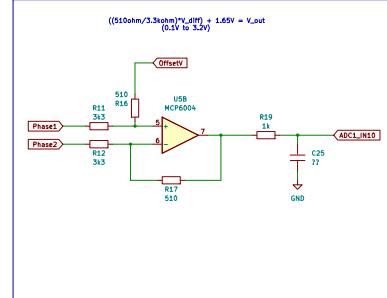 ((510ohm/3.3kohm)*V_diff) + 1.65V = V_out
(0.1V to 3.2V)
OffsetV
510
R16
U5B
MCP6004
R11
3k3
Phase1
5
+
7
R19
1k
ADC1_IN10
Phase2
6
-
R12
3k3
C25
??
R17
510
GND